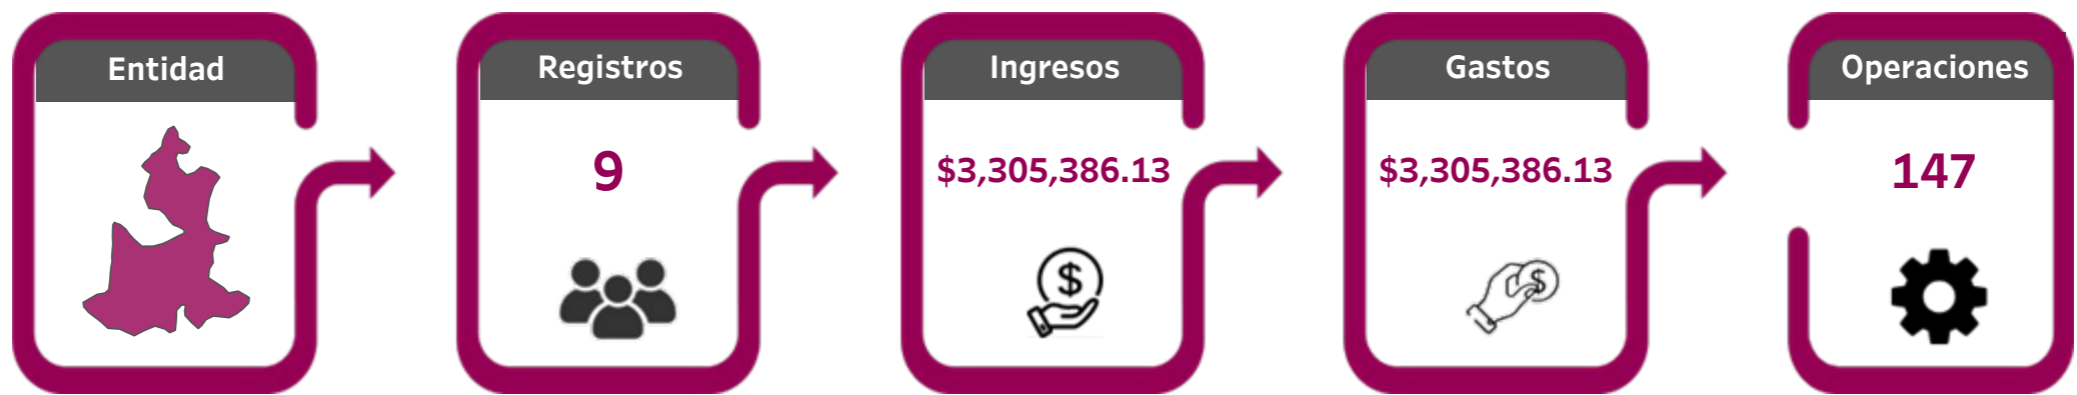 Entidad
Registros
9
Ingresos
$3,305,386.13
$
Gastos
$3,305,386.13
$
Operaciones
147